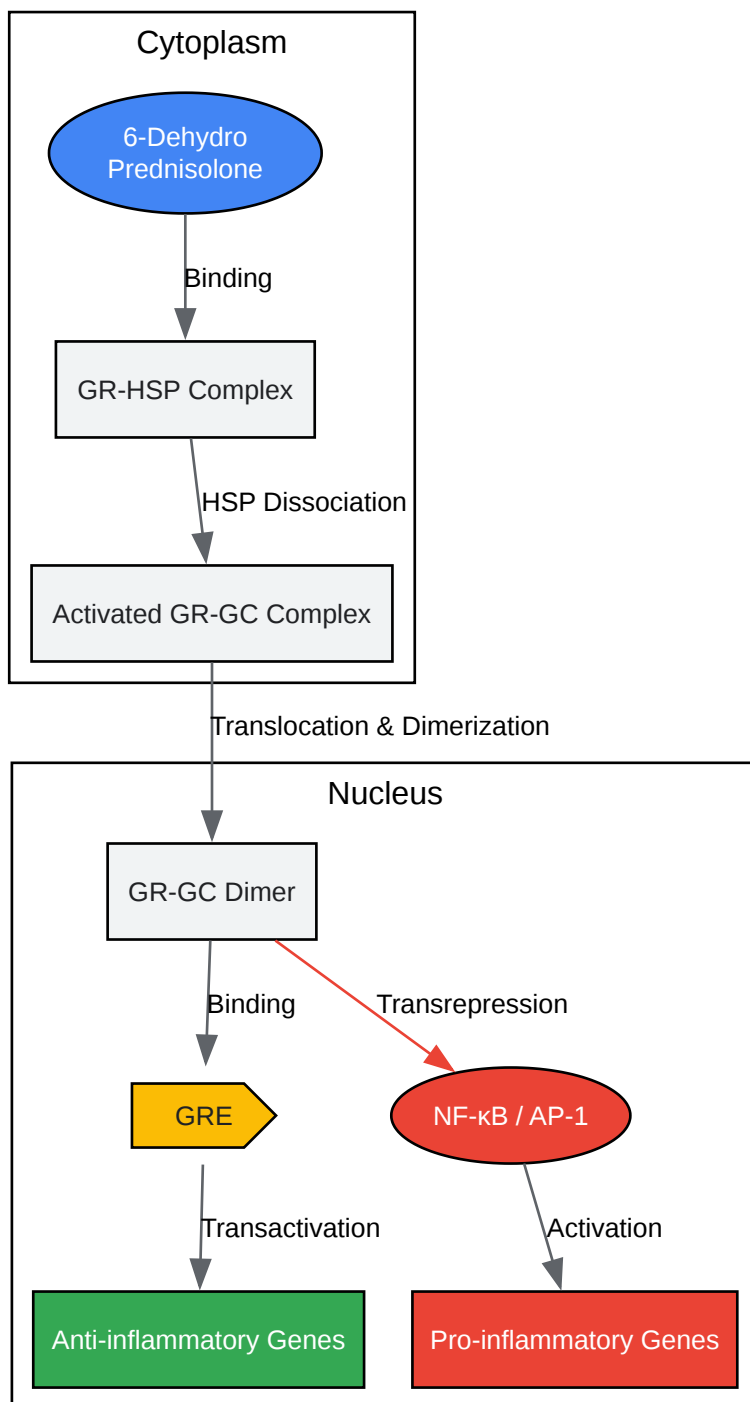 Cytoplasm
6-Dehydro
Prednisolone
Binding
GR-HSP Complex
HSP Dissociation
Activated GR-GC Complex
Translocation & Dimerization
Nucleus
GR-GC Dimer
Binding
Transrepression
GRE
NF-κB / AP-1
Transactivation
Activation
Anti-inflammatory Genes
Pro-inflammatory Genes